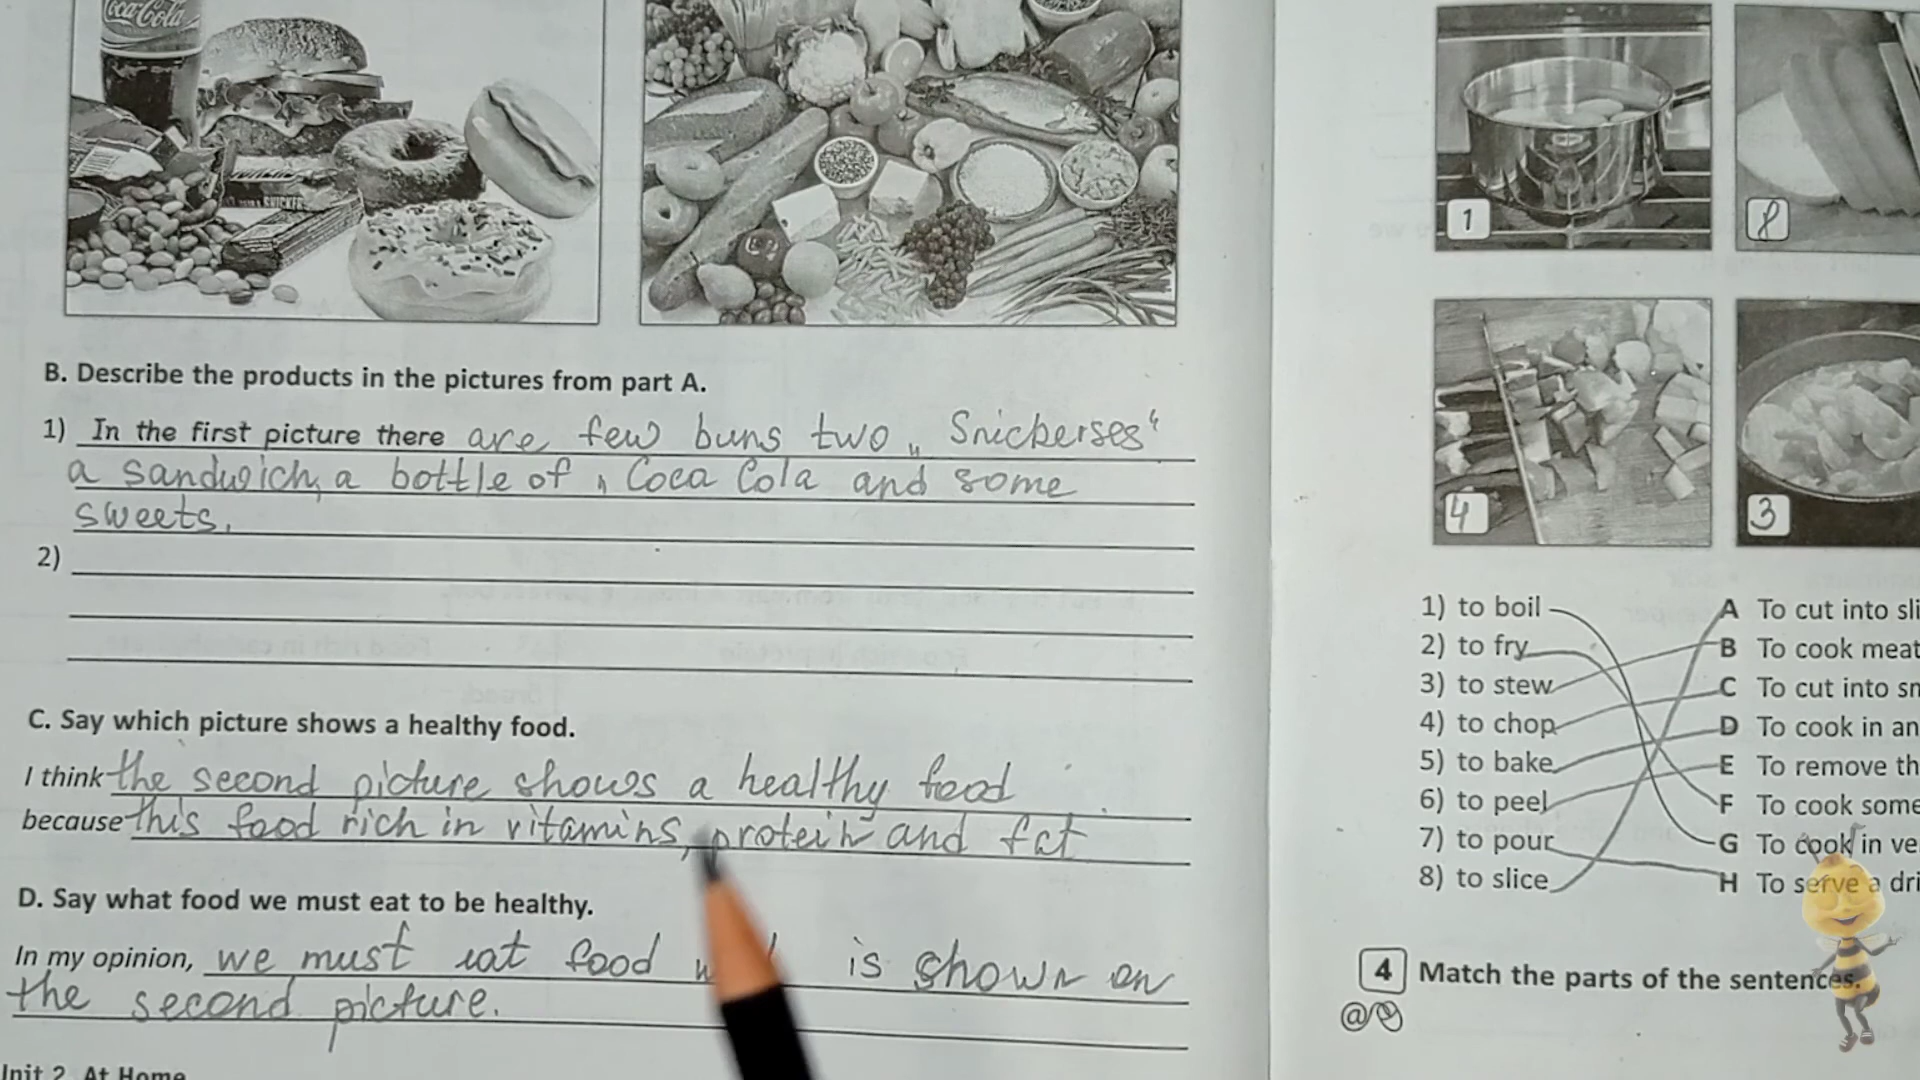 Coca-Cola
SNICKER
B. Describe the products in the pictures from part A.
1) In the first picture there are few buns two „Snickerses“
a sandwich, a bottle of Coca Cola and some
sweets.
2)
C. Say which picture shows a healthy food.
I think the second picture shows a healthy food
because this food rich in vitamins, protein and fat
D. Say what food we must eat to be healthy.
In my opinion, we must eat food is shown on
the second picture.
Unit 2. At Home
1
8
4
3
1) to boil
2) to fry
3) to stew
4) to chop
5) to bake
6) to peel
7) to pour
8) to slice
A To cut into sli
B To cook meat
C To cut into sm
D To cook in an
E To remove th
F To cook some
G To cook in ve
H To serve a dri
4 Match the parts of the sentences.